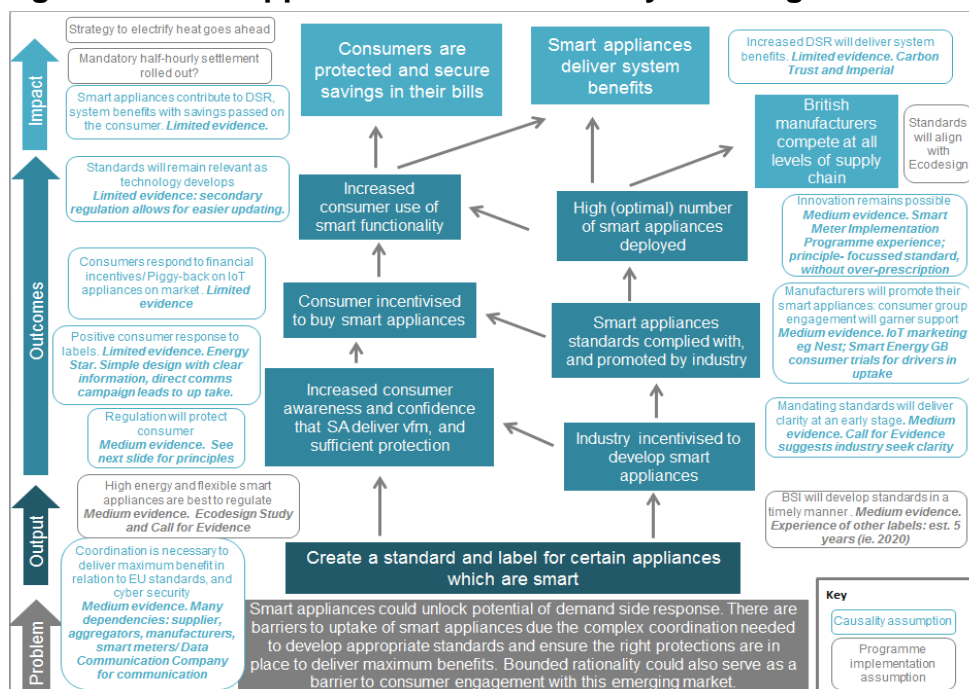 Strategy to electrify heat goes ahead
Mandatory half-hourly settlement
rolled out?
Smart appliances contribute to DSR,
system benefits with savings passed on
the consumer. Limited evidence.
Consumers are
protected and secure
savings in their bills
Smart appliances
deliver system
benefits
Increased DSR will deliver system
benefits. Limited evidence. Carbon
Trust and Imperial
British
manufacturers
compete at all
levels of supply
chain
Standards
will align
with
Ecodesign
Impact
Standards will remain relevant as
technology develops
Limited evidence: secondary
regulation allows for easier updating.
Increased
consumer use of
smart functionality
High (optimal) number
of smart appliances
deployed
Innovation remains possible
Medium evidence. Smart
Meter Implementation
Programme experience;
principle- focussed standard,
without over-prescription
Consumers respond to financial
incentives/ Piggy-back on IoT
appliances on market. Limited
evidence
Consumer incentivised
to buy smart appliances
Smart appliances
standards complied with,
and promoted by industry
Manufacturers will promote their
smart appliances: consumer group
engagement will garner support
Medium evidence. IoT marketing
eg Nest; Smart Energy GB
consumer trials for drivers in
uptake
Outcomes
Positive consumer response to
labels. Limited evidence. Energy
Star. Simple design with clear
information, direct comms
campaign leads to up take.
Increased consumer
awareness and confidence
that SA deliver vfm, and
sufficient protection
Industry incentivised to
develop smart
appliances
Mandating standards will deliver
clarity at an early stage. Medium
evidence. Call for Evidence
suggests industry seek clarity
Regulation will protect
consumer
Medium evidence. See
next slide for principles
High energy and flexible smart
appliances are best to regulate
Medium evidence. Ecodesign Study
and Call for Evidence
BSI will develop standards in a
timely manner . Medium evidence.
Experience of other labels: est. 5
years (ie. 2020)
Output
Create a standard and label for certain appliances
which are smart
Coordination is necessary to
deliver maximum benefit in
relation to EU standards, and
cyber security
Medium evidence. Many
dependencies: supplier,
aggregators, manufacturers,
smart meters/ Data
Communication Company
for communication
Problem
Smart appliances could unlock potential of demand side response. There are
barriers to uptake of smart appliances due the complex coordination needed
to develop appropriate standards and ensure the right protections are in
place to deliver maximum benefits. Bounded rationality could also serve as a
barrier to consumer engagement with this emerging market.
Key
Causality assumption
Programme
implementation
assumption